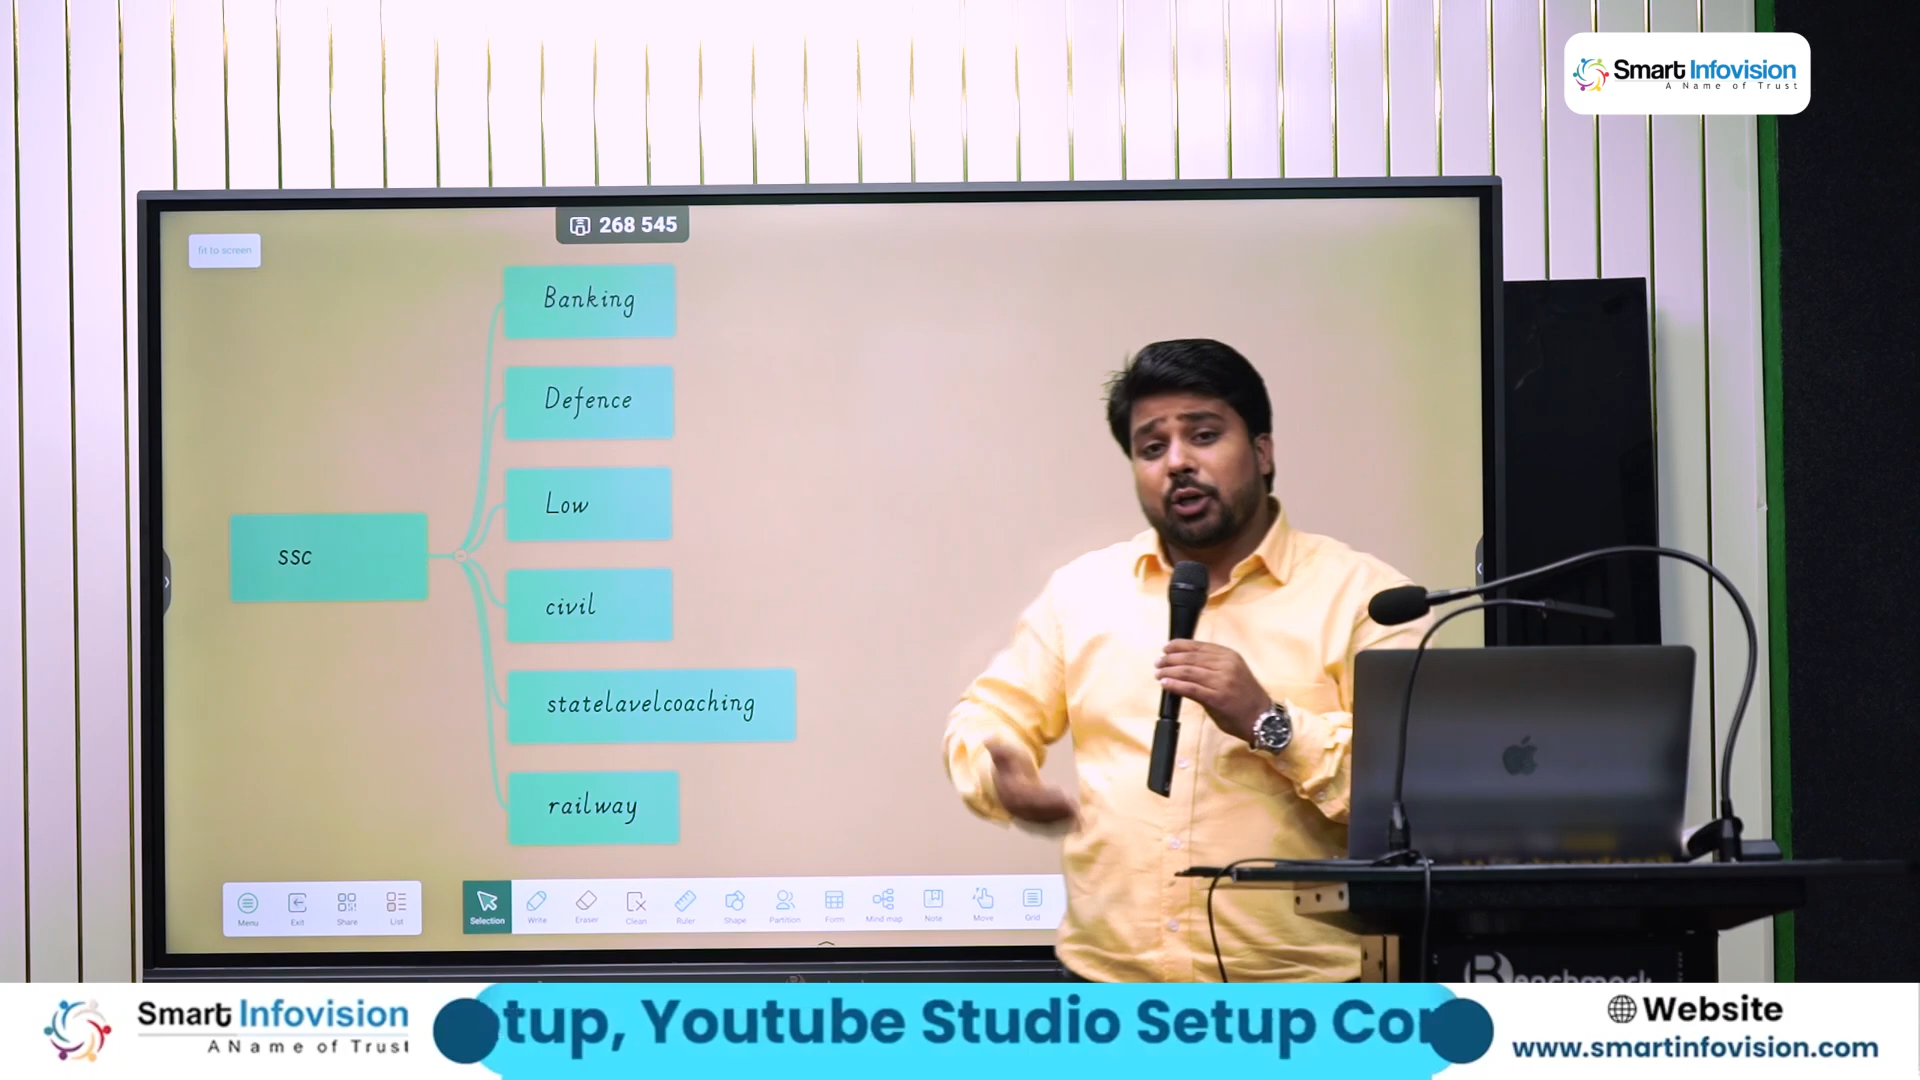 Smart Infovision
A Name of Trust
268 545
fit to screen
Banking
Defence
Low
ssc
civil
statelavelcoaching
railway
Menu
Exit
Share
List
Selection
Write
Eraser
Clean
Ruler
Shape
Partition
Form
Mind map
Note
Move
Grid
Benchmark
Smart Infovision
A Name of Trust
tup, Youtube Studio Setup Cor
Website
www.smartinfovision.com